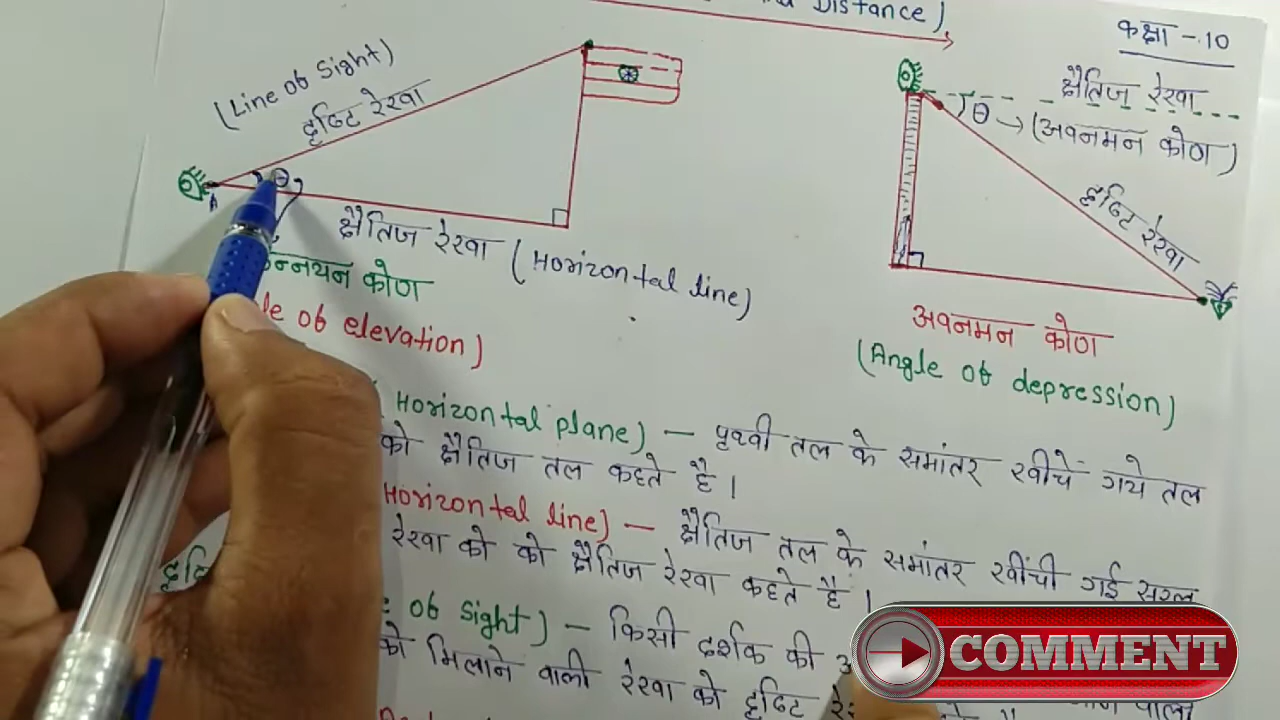 Distance)
कक्षा - 10
(Line of Sight)
दृष्टि रेखा
θ
A
क्षैतिज रेखा (Horizontal line)
उन्नयन कोण
of elevation)
क्षैतिज रेखा
θ → (अवनमन कोण)
दृष्टि रेखा
अवनमन कोण
(Angle of depression)
Horizontal plane) — पृथ्वी तल के समांतर खींचे गये तल
को क्षैतिज तल कहते है।
Horizontal line) — क्षैतिज तल के समांतर खींची गई सरल
रेखा को को क्षैतिज रेखा कहते हैं।
of Sight) — किसी दर्शक की
को मिलाने वाली रेखा को दृष्टि
COMMENT